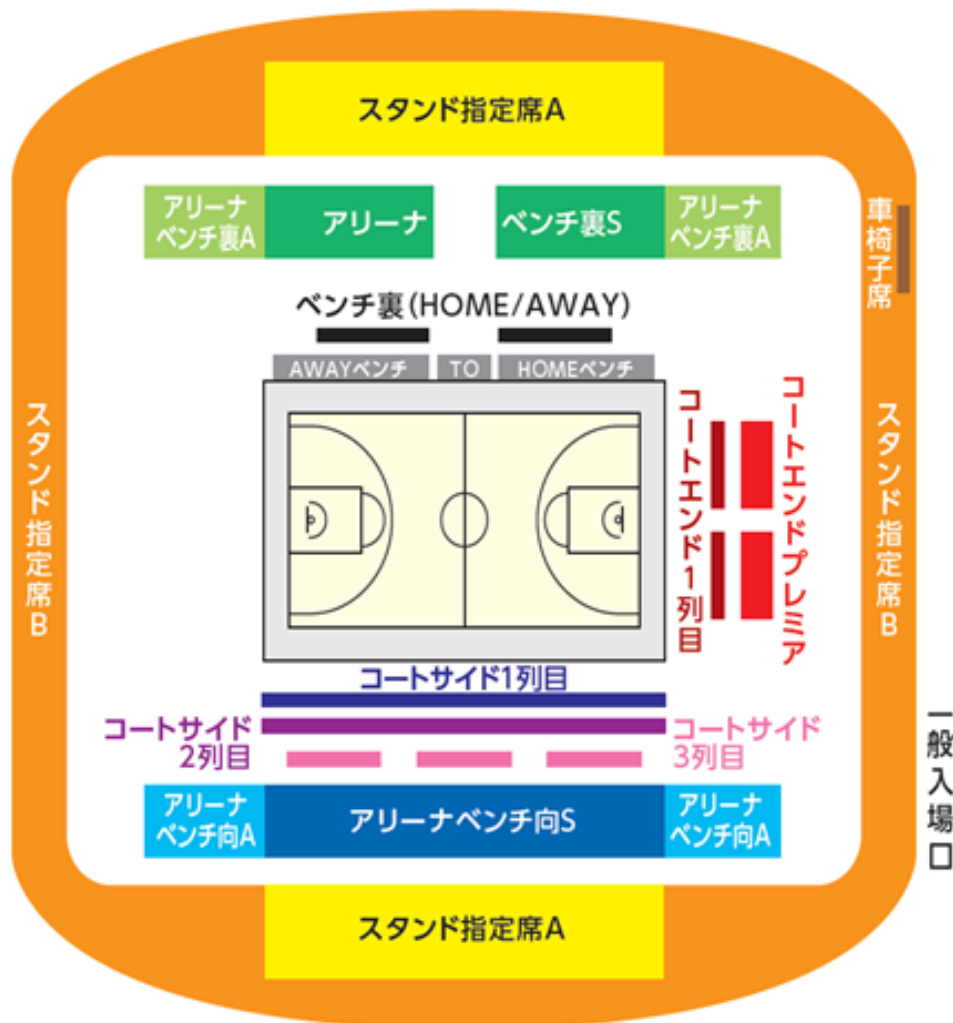 スタンド指定席A
アリーナ
ベンチ裏A
アリーナ
ベンチ裏S
アリーナ
ベンチ裏A
車椅子席
ベンチ裏(HOME/AWAY)
AWAYベンチ
TO
HOMEベンチ
スタンド指定席B
コートエンド1列目
コートエンドプレミア
スタンド指定席B
コートサイド1列目
コートサイド
2列目
コートサイド
3列目
一般入場口
アリーナ
ベンチ向A
アリーナベンチ向S
アリーナ
ベンチ向A
スタンド指定席A